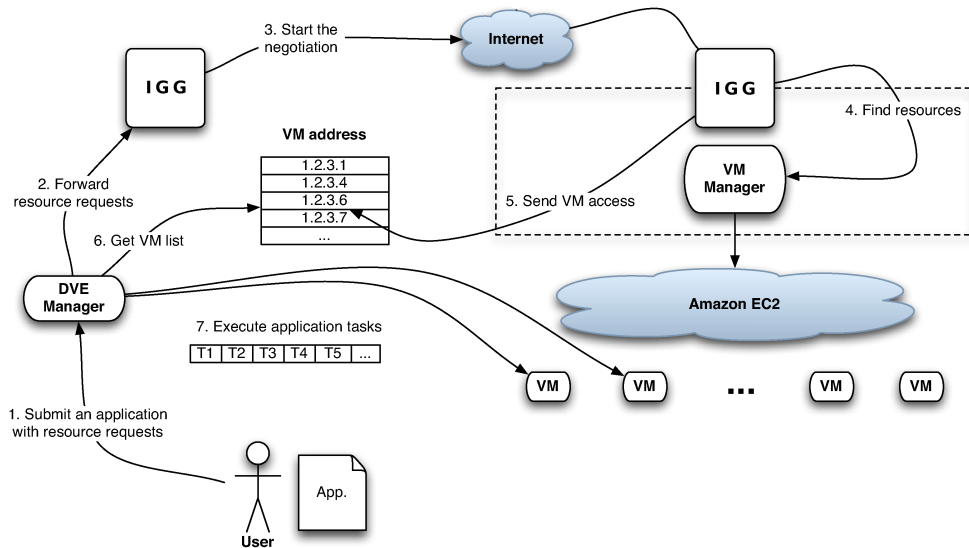 3. Start the
negotiation
Internet
I G G
I G G
4. Find resources
VM address
1.2.3.1
1.2.3.4
1.2.3.6
1.2.3.7
...
VM
Manager
2. Forward
resource requests
5. Send VM access
6. Get VM list
DVE
Manager
Amazon EC2
7. Execute application tasks
T1 T2 T3 T4 T5 ...
VM VM ... VM VM
1. Submit an application
with resource requests
App.
User